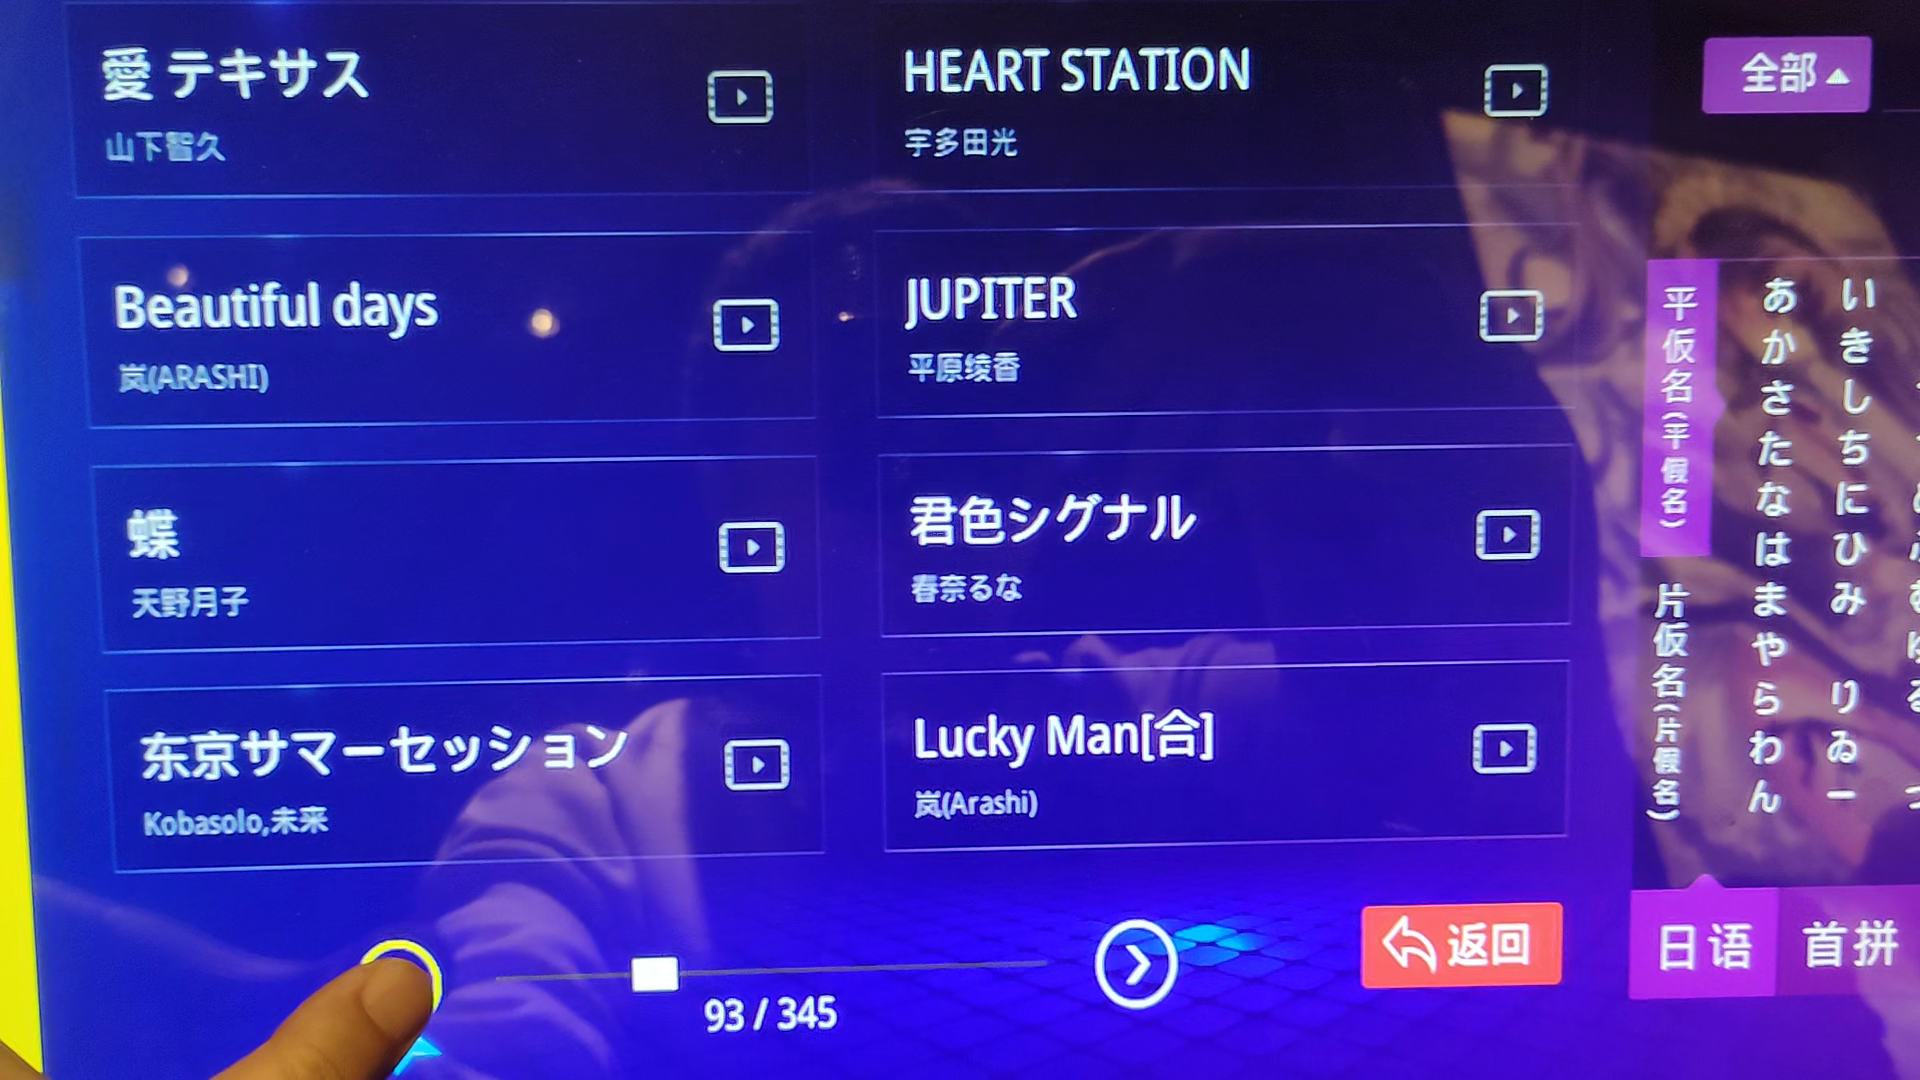 愛 テキサス
山下智久
HEART STATION
宇多田光
全部
Beautiful days
岚(ARASHI)
JUPITER
平原绫香
蝶
天野月子
君色シグナル
春奈るな
东京サマーセッション
Kobasolo,未来
Lucky Man[合]
岚(Arashi)
平仮名(平假名)
片仮名(片假名)
あかさたなはまやらわん
いきしちにひみ りゐー
93 / 345
返回
日语
首拼